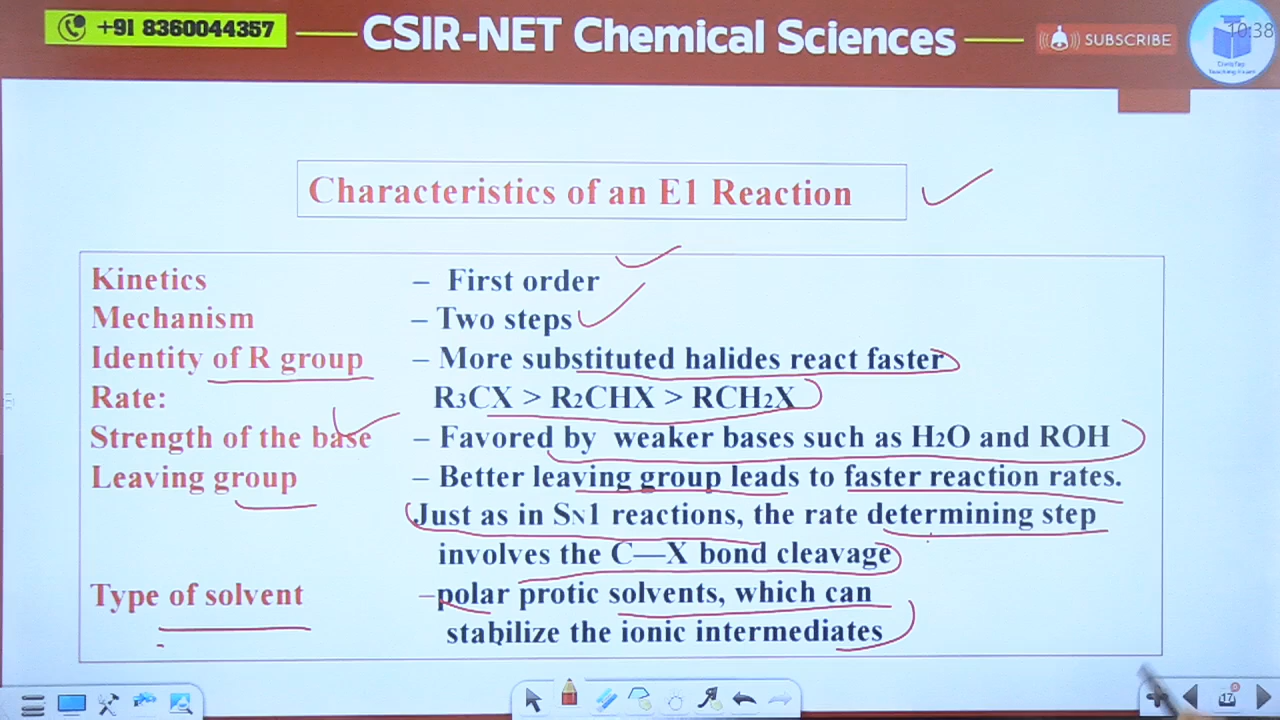 +91 8360044357
CSIR-NET Chemical Sciences
SUBSCRIBE
10:38
Characteristics of an E1 Reaction
Kinetics – First order
Mechanism – Two steps
Identity of R group – More substituted halides react faster
Rate: R3CX > R2CHX > RCH2X
Strength of the base – Favored by weaker bases such as H2O and ROH
Leaving group – Better leaving group leads to faster reaction rates.
Just as in SN1 reactions, the rate determining step
involves the C—X bond cleavage
Type of solvent –polar protic solvents, which can
stabilize the ionic intermediates
17